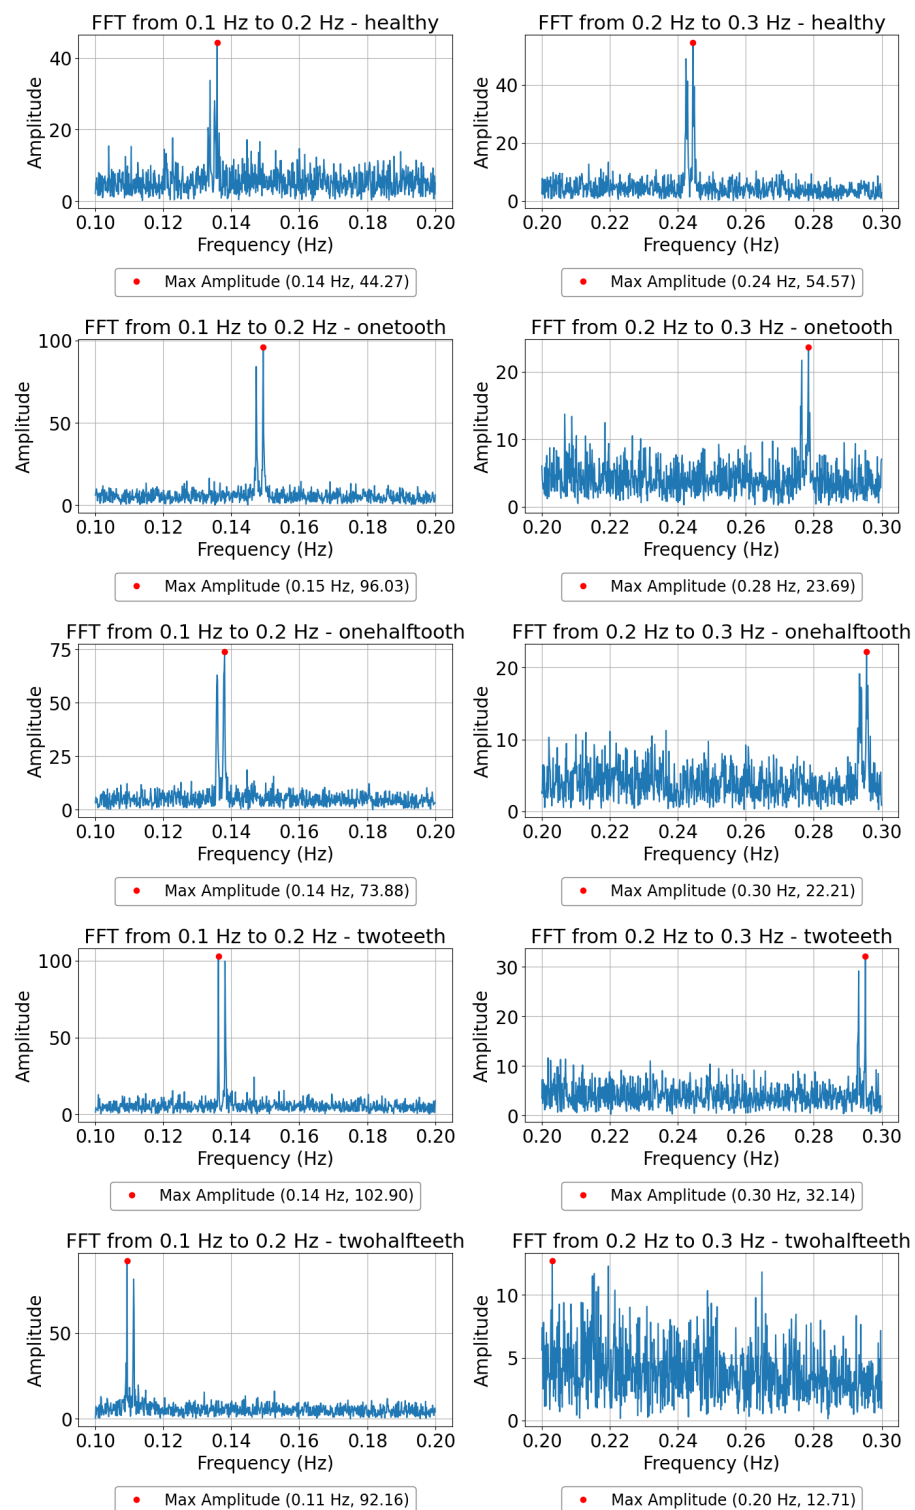 FFT from 0.1 Hz to 0.2 Hz - healthy
Amplitude
40
20
0
0.10 0.12 0.14 0.16 0.18 0.20
Frequency (Hz)
Max Amplitude (0.14 Hz, 44.27)
FFT from 0.2 Hz to 0.3 Hz - healthy
Amplitude
40
20
0
0.20 0.22 0.24 0.26 0.28 0.30
Frequency (Hz)
Max Amplitude (0.24 Hz, 54.57)
FFT from 0.1 Hz to 0.2 Hz - onetooth
Amplitude
100
50
0
0.10 0.12 0.14 0.16 0.18 0.20
Frequency (Hz)
Max Amplitude (0.15 Hz, 96.03)
FFT from 0.2 Hz to 0.3 Hz - onetooth
Amplitude
20
10
0
0.20 0.22 0.24 0.26 0.28 0.30
Frequency (Hz)
Max Amplitude (0.28 Hz, 23.69)
FFT from 0.1 Hz to 0.2 Hz - onehalftooth
Amplitude
75
50
25
0
0.10 0.12 0.14 0.16 0.18 0.20
Frequency (Hz)
Max Amplitude (0.14 Hz, 73.88)
FFT from 0.2 Hz to 0.3 Hz - onehalftooth
Amplitude
20
10
0
0.20 0.22 0.24 0.26 0.28 0.30
Frequency (Hz)
Max Amplitude (0.30 Hz, 22.21)
FFT from 0.1 Hz to 0.2 Hz - twoteeth
Amplitude
100
50
0
0.10 0.12 0.14 0.16 0.18 0.20
Frequency (Hz)
Max Amplitude (0.14 Hz, 102.90)
FFT from 0.2 Hz to 0.3 Hz - twoteeth
Amplitude
30
20
10
0
0.20 0.22 0.24 0.26 0.28 0.30
Frequency (Hz)
Max Amplitude (0.30 Hz, 32.14)
FFT from 0.1 Hz to 0.2 Hz - twohalfteeth
Amplitude
50
0
0.10 0.12 0.14 0.16 0.18 0.20
Frequency (Hz)
Max Amplitude (0.11 Hz, 92.16)
FFT from 0.2 Hz to 0.3 Hz - twohalfteeth
Amplitude
10
5
0
0.20 0.22 0.24 0.26 0.28 0.30
Frequency (Hz)
Max Amplitude (0.20 Hz, 12.71)